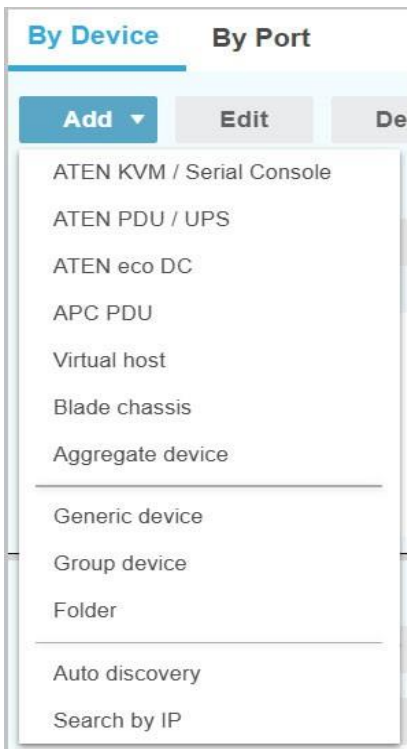 By Device By Port
Add Edit De
ATEN KVM / Serial Console
ATEN PDU / UPS
ATEN eco DC
APC PDU
Virtual host
Blade chassis
Aggregate device
Generic device
Group device
Folder
Auto discovery
Search by IP